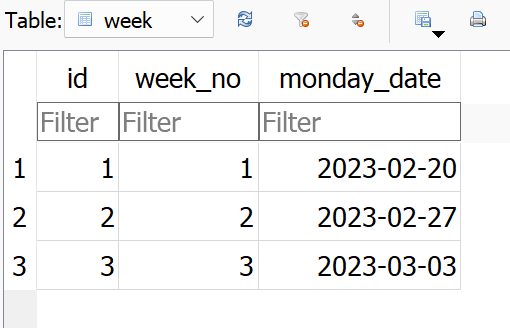 Table: week
id week_no monday_date
Filter Filter Filter
1 1 1 2023-02-20
2 2 2 2023-02-27
3 3 3 2023-03-03